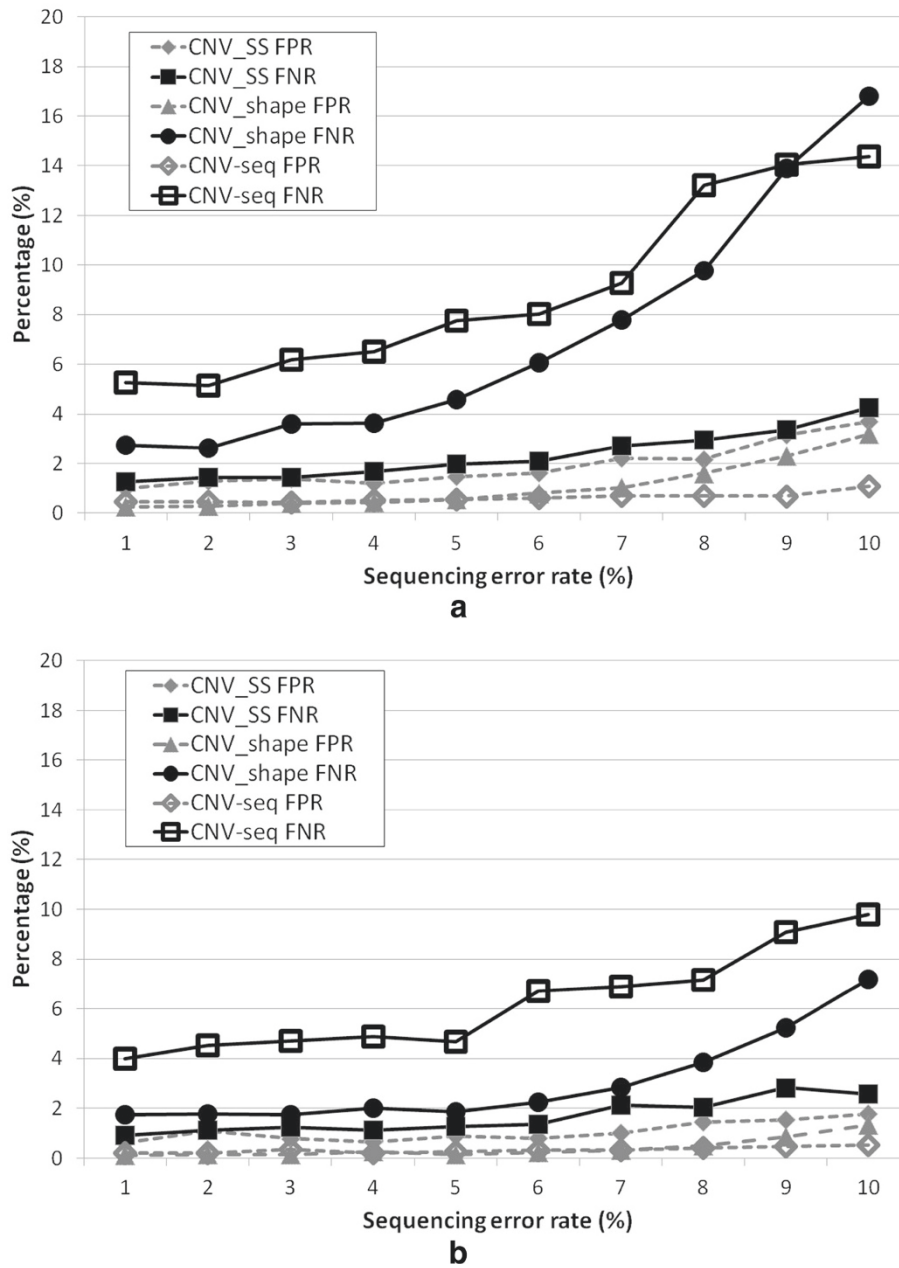 20
18
16
14
12
10
8
6
4
2
0
Percentage (%)
CNV_SS FPR
CNV_SS FNR
CNV_shape FPR
CNV_shape FNR
CNV-seq FPR
CNV-seq FNR
1 2 3 4 5 6 7 8 9 10
Sequencing error rate (%)
a
20
18
16
14
12
10
8
6
4
2
0
Percentage (%)
CNV_SS FPR
CNV_SS FNR
CNV_shape FPR
CNV_shape FNR
CNV-seq FPR
CNV-seq FNR
1 2 3 4 5 6 7 8 9 10
Sequencing error rate (%)
b